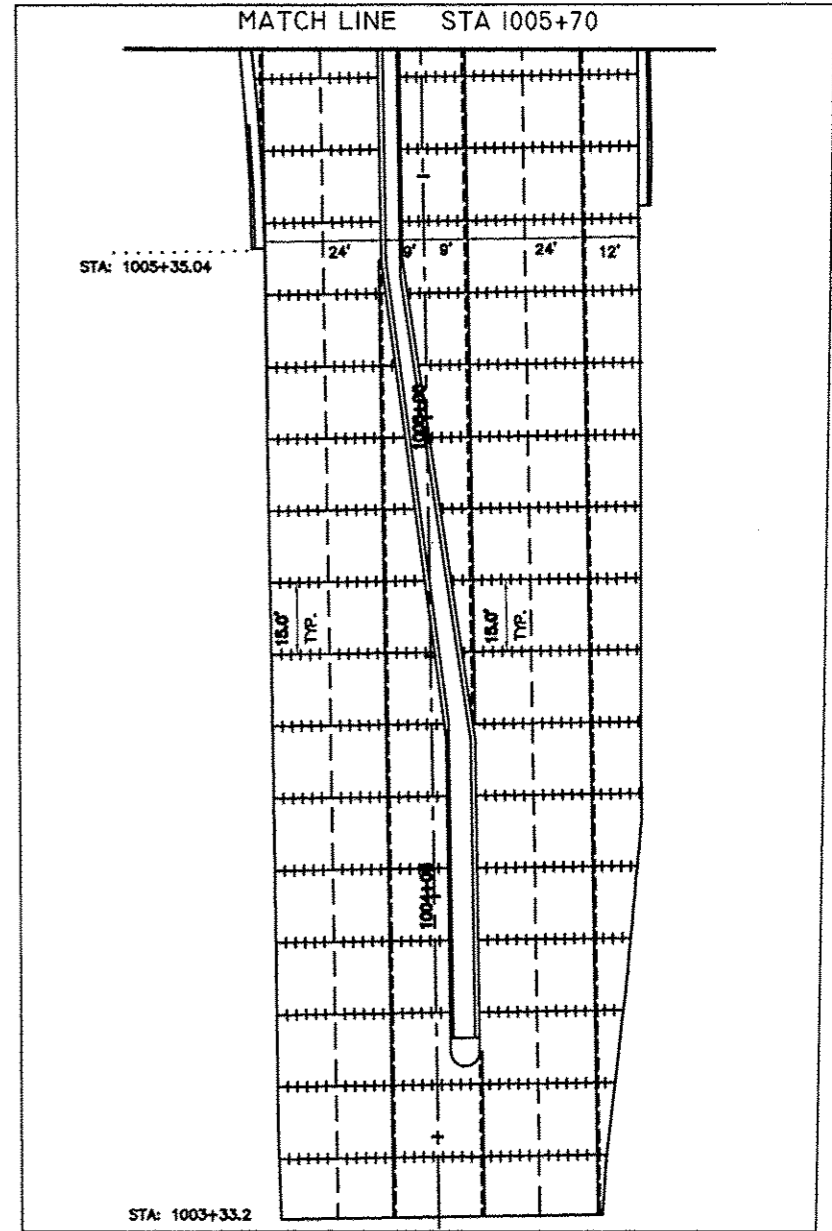 MATCH LINE STA 1005+70
24' 9' 9' 24' 12'
STA: 1005+35.04
1005+00
15.0' TYP.
15.0' TYP.
1004+00
STA: 1003+33.2